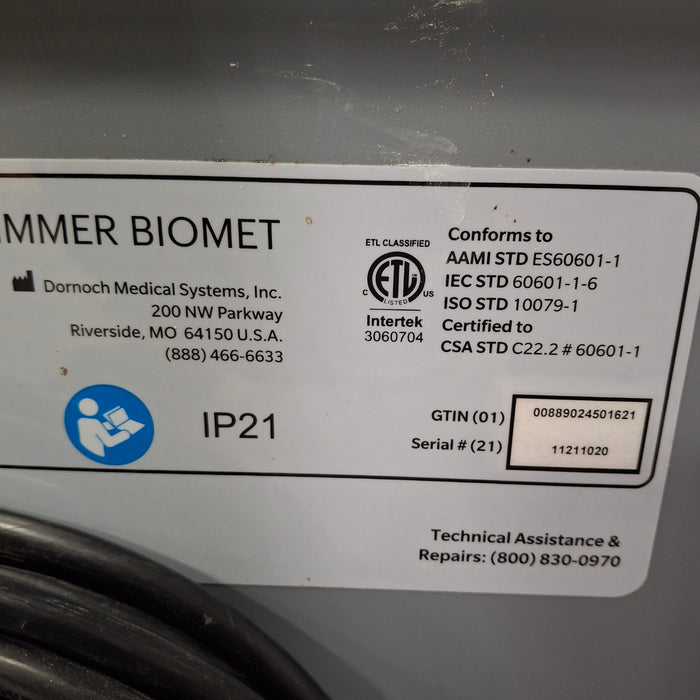 IMMER BIOMET
Dornoch Medical Systems, Inc.
200 NW Parkway
Riverside, MO 64150 U.S.A.
(888) 466-6633
IP21
ETL CLASSIFIED
ETL
LISTED
C US
Intertek
3060704
Conforms to
AAMI STD ES60601-1
IEC STD 60601-1-6
ISO STD 10079-1
Certified to
CSA STD C22.2 # 60601-1
GTIN (01) 00889024501621
Serial # (21) 11211020
Technical Assistance &
Repairs: (800) 830-0970